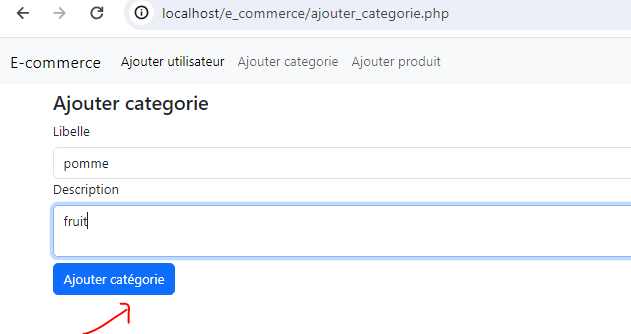 localhost/e_commerce/ajouter_categorie.php
E-commerce Ajouter utilisateur Ajouter categorie Ajouter produit
Ajouter categorie
Libelle
pomme
Description
fruit
Ajouter catégorie